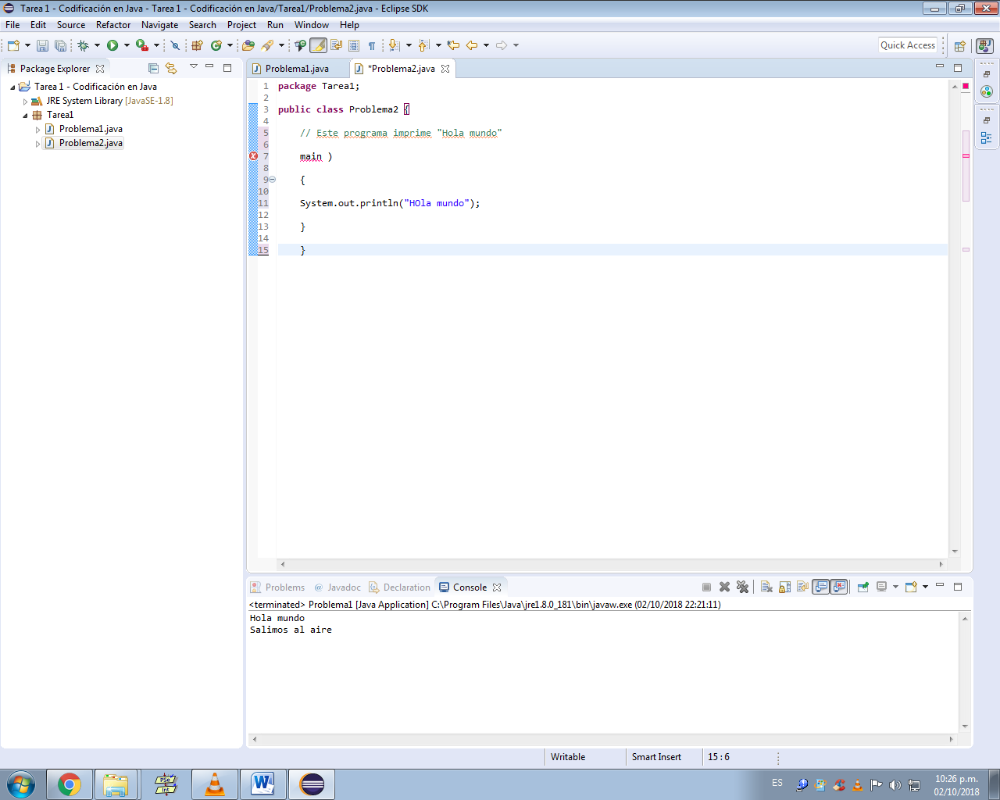 Tarea 1 - Codificación en Java - Tarea 1 - Codificación en Java/Tarea1/Problema2.java - Eclipse SDK
File Edit Source Refactor Navigate Search Project Run Window Help
Quick Access
Package Explorer
Tarea 1 - Codificación en Java
JRE System Library [JavaSE-1.8]
Tarea1
Problema1.java
Problema2.java
Problema1.java *Problema2.java
1 package Tarea1;
2
3 public class Problema2 {
4
5 // Este programa imprime "Hola mundo"
6
7 main )
8
9 {
10
11 System.out.println("HOla mundo");
12
13 }
14
15 }
Problems @ Javadoc Declaration Console
<terminated> Problema1 [Java Application] C:\Program Files\Java\jre1.8.0_181\bin\javaw.exe (02/10/2018 22:21:11)
Hola mundo
Salimos al aire
Writable Smart Insert 15 : 6
PSe
Int
ES
10:26 p.m.
02/10/2018